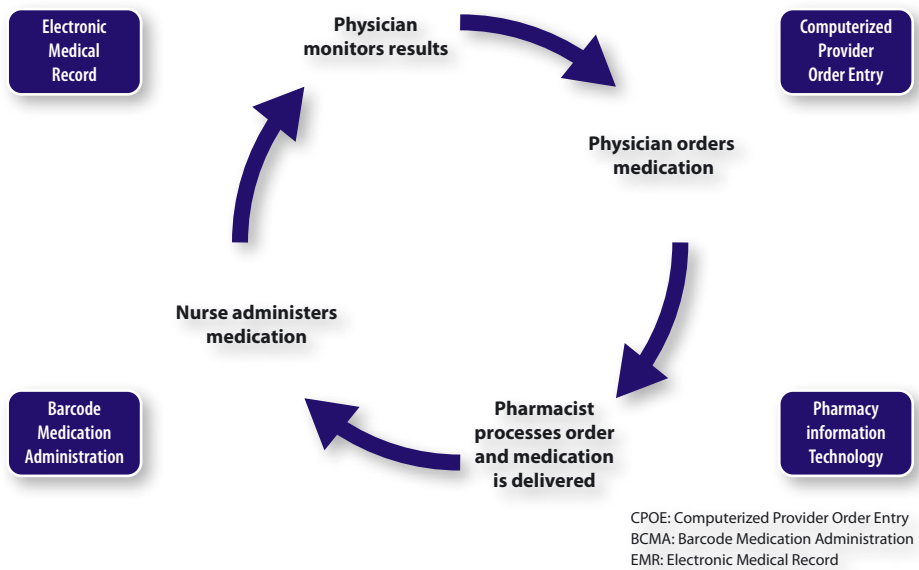 Electronic
Medical
Record
Physician
monitors results
Computerized
Provider
Order Entry
Physician orders
medication
Nurse administers
medication
Barcode
Medication
Administration
Pharmacist
processes order
and medication
is delivered
Pharmacy
information
Technology
CPOE: Computerized Provider Order Entry
BCMA: Barcode Medication Administration
EMR: Electronic Medical Record